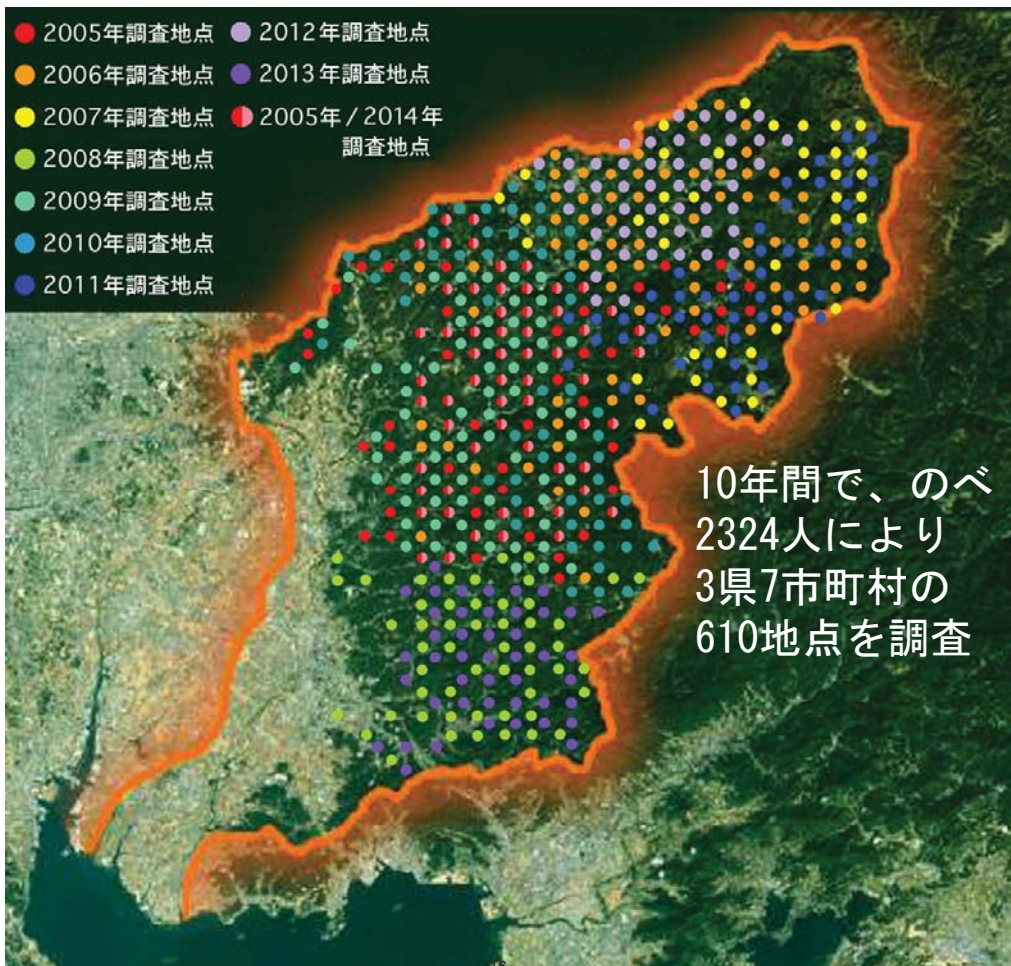 2005年調査地点
2006年調査地点
2007年調査地点
2008年調査地点
2009年調査地点
2010年調査地点
2011年調査地点
2012年調査地点
2013年調査地点
2005年/2014年
調査地点
10年間で、のべ
2324人により
3県7市町村の
610地点を調査